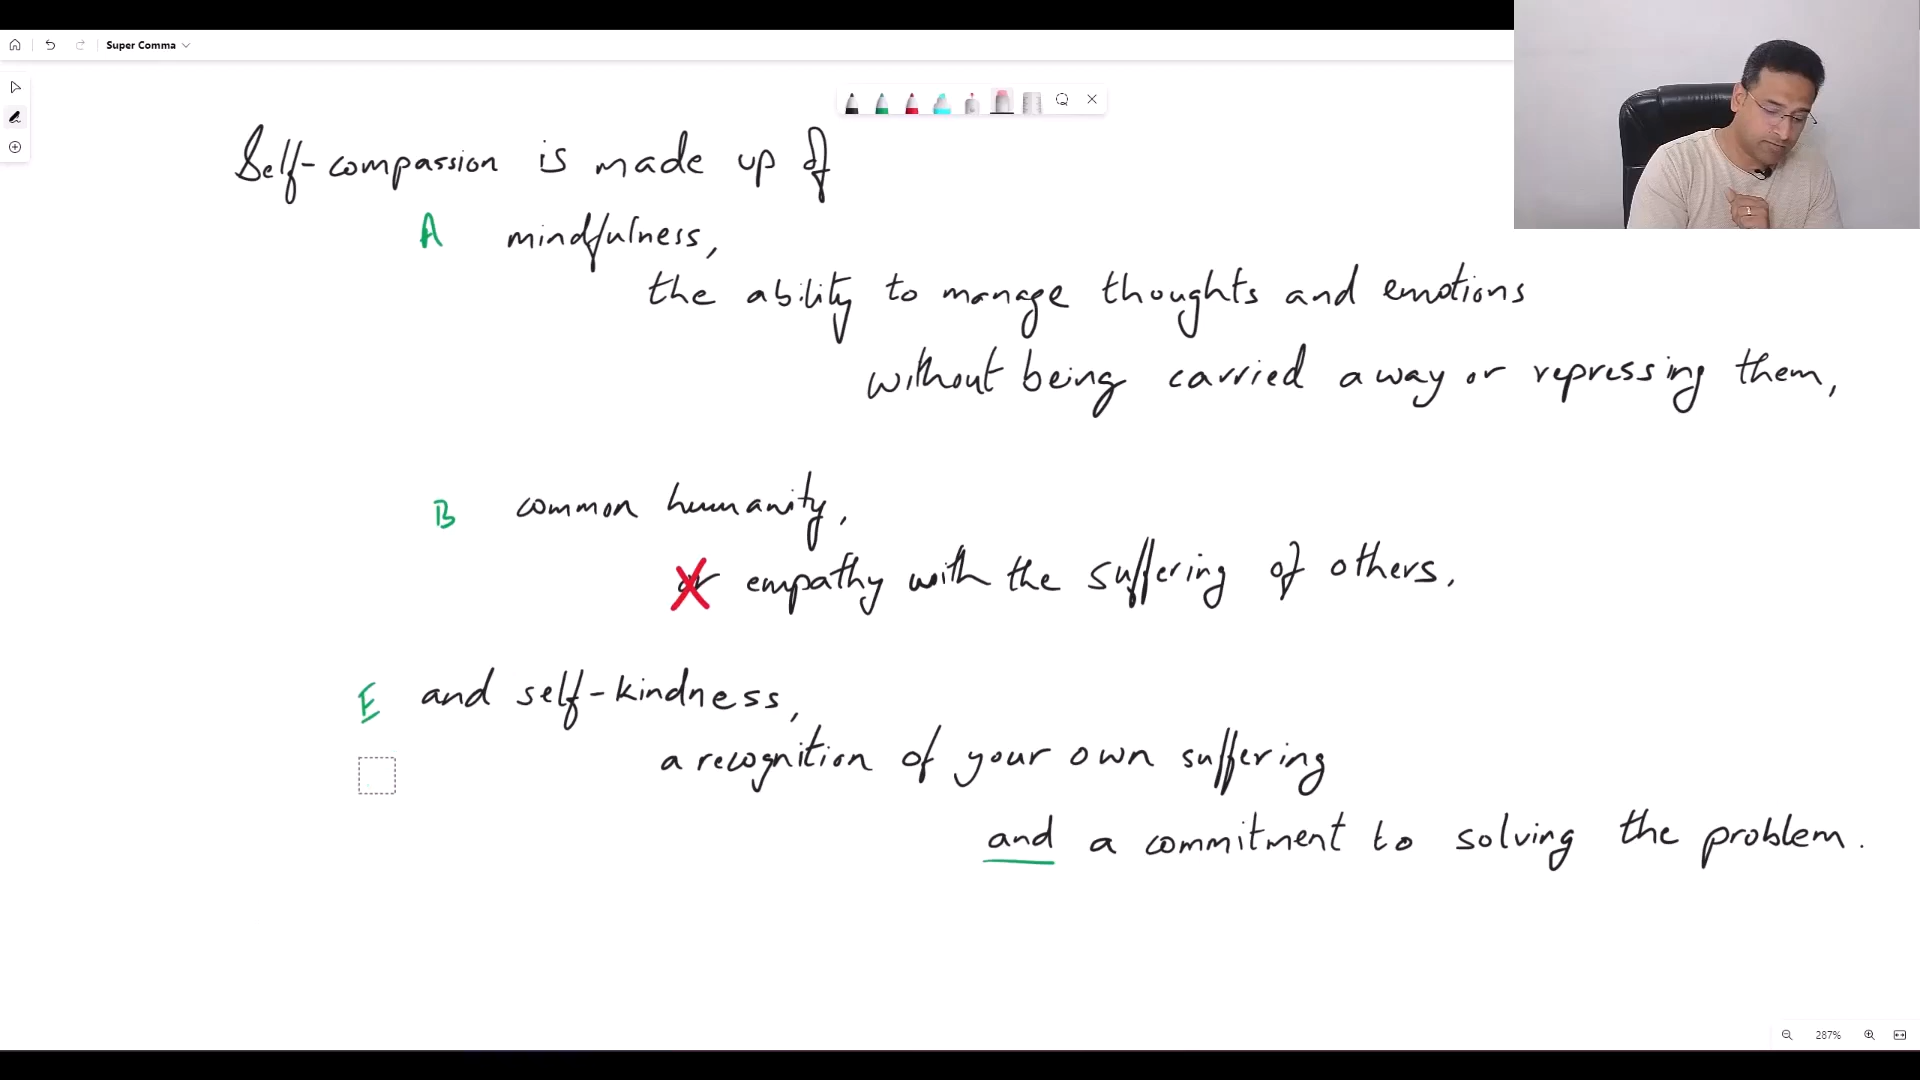 Super Comma
Self-compassion is made up of
A mindfulness,
the ability to manage thoughts and emotions
without being carried away or repressing them,
B common humanity,
or empathy with the suffering of others,
E and self-kindness,
a recognition of your own suffering
and a commitment to solving the problem.
287%